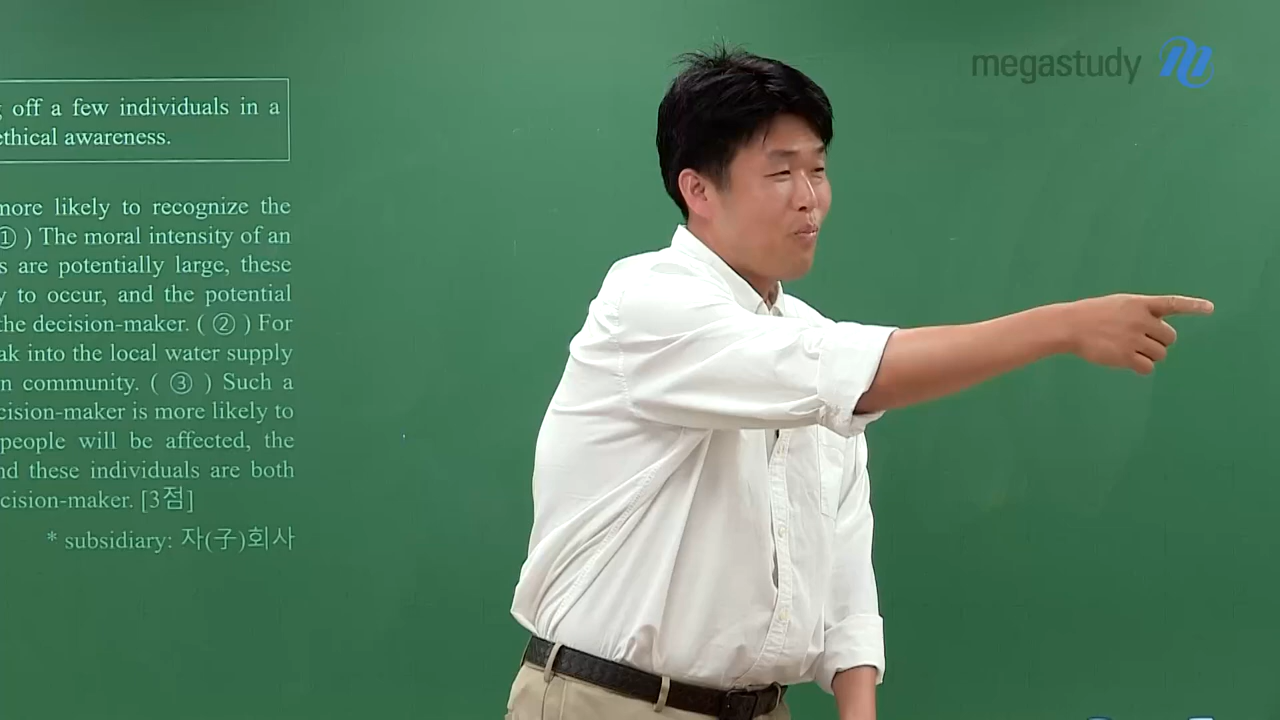 megastudy
off a few individuals in a
ethical awareness.
more likely to recognize the
① ) The moral intensity of an
s are potentially large, these
y to occur, and the potential
the decision-maker. ( ② ) For
ak into the local water supply
n community. ( ③ ) Such a
cision-maker is more likely to
people will be affected, the
nd these individuals are both
cision-maker. [3점]
* subsidiary: 자(子)회사